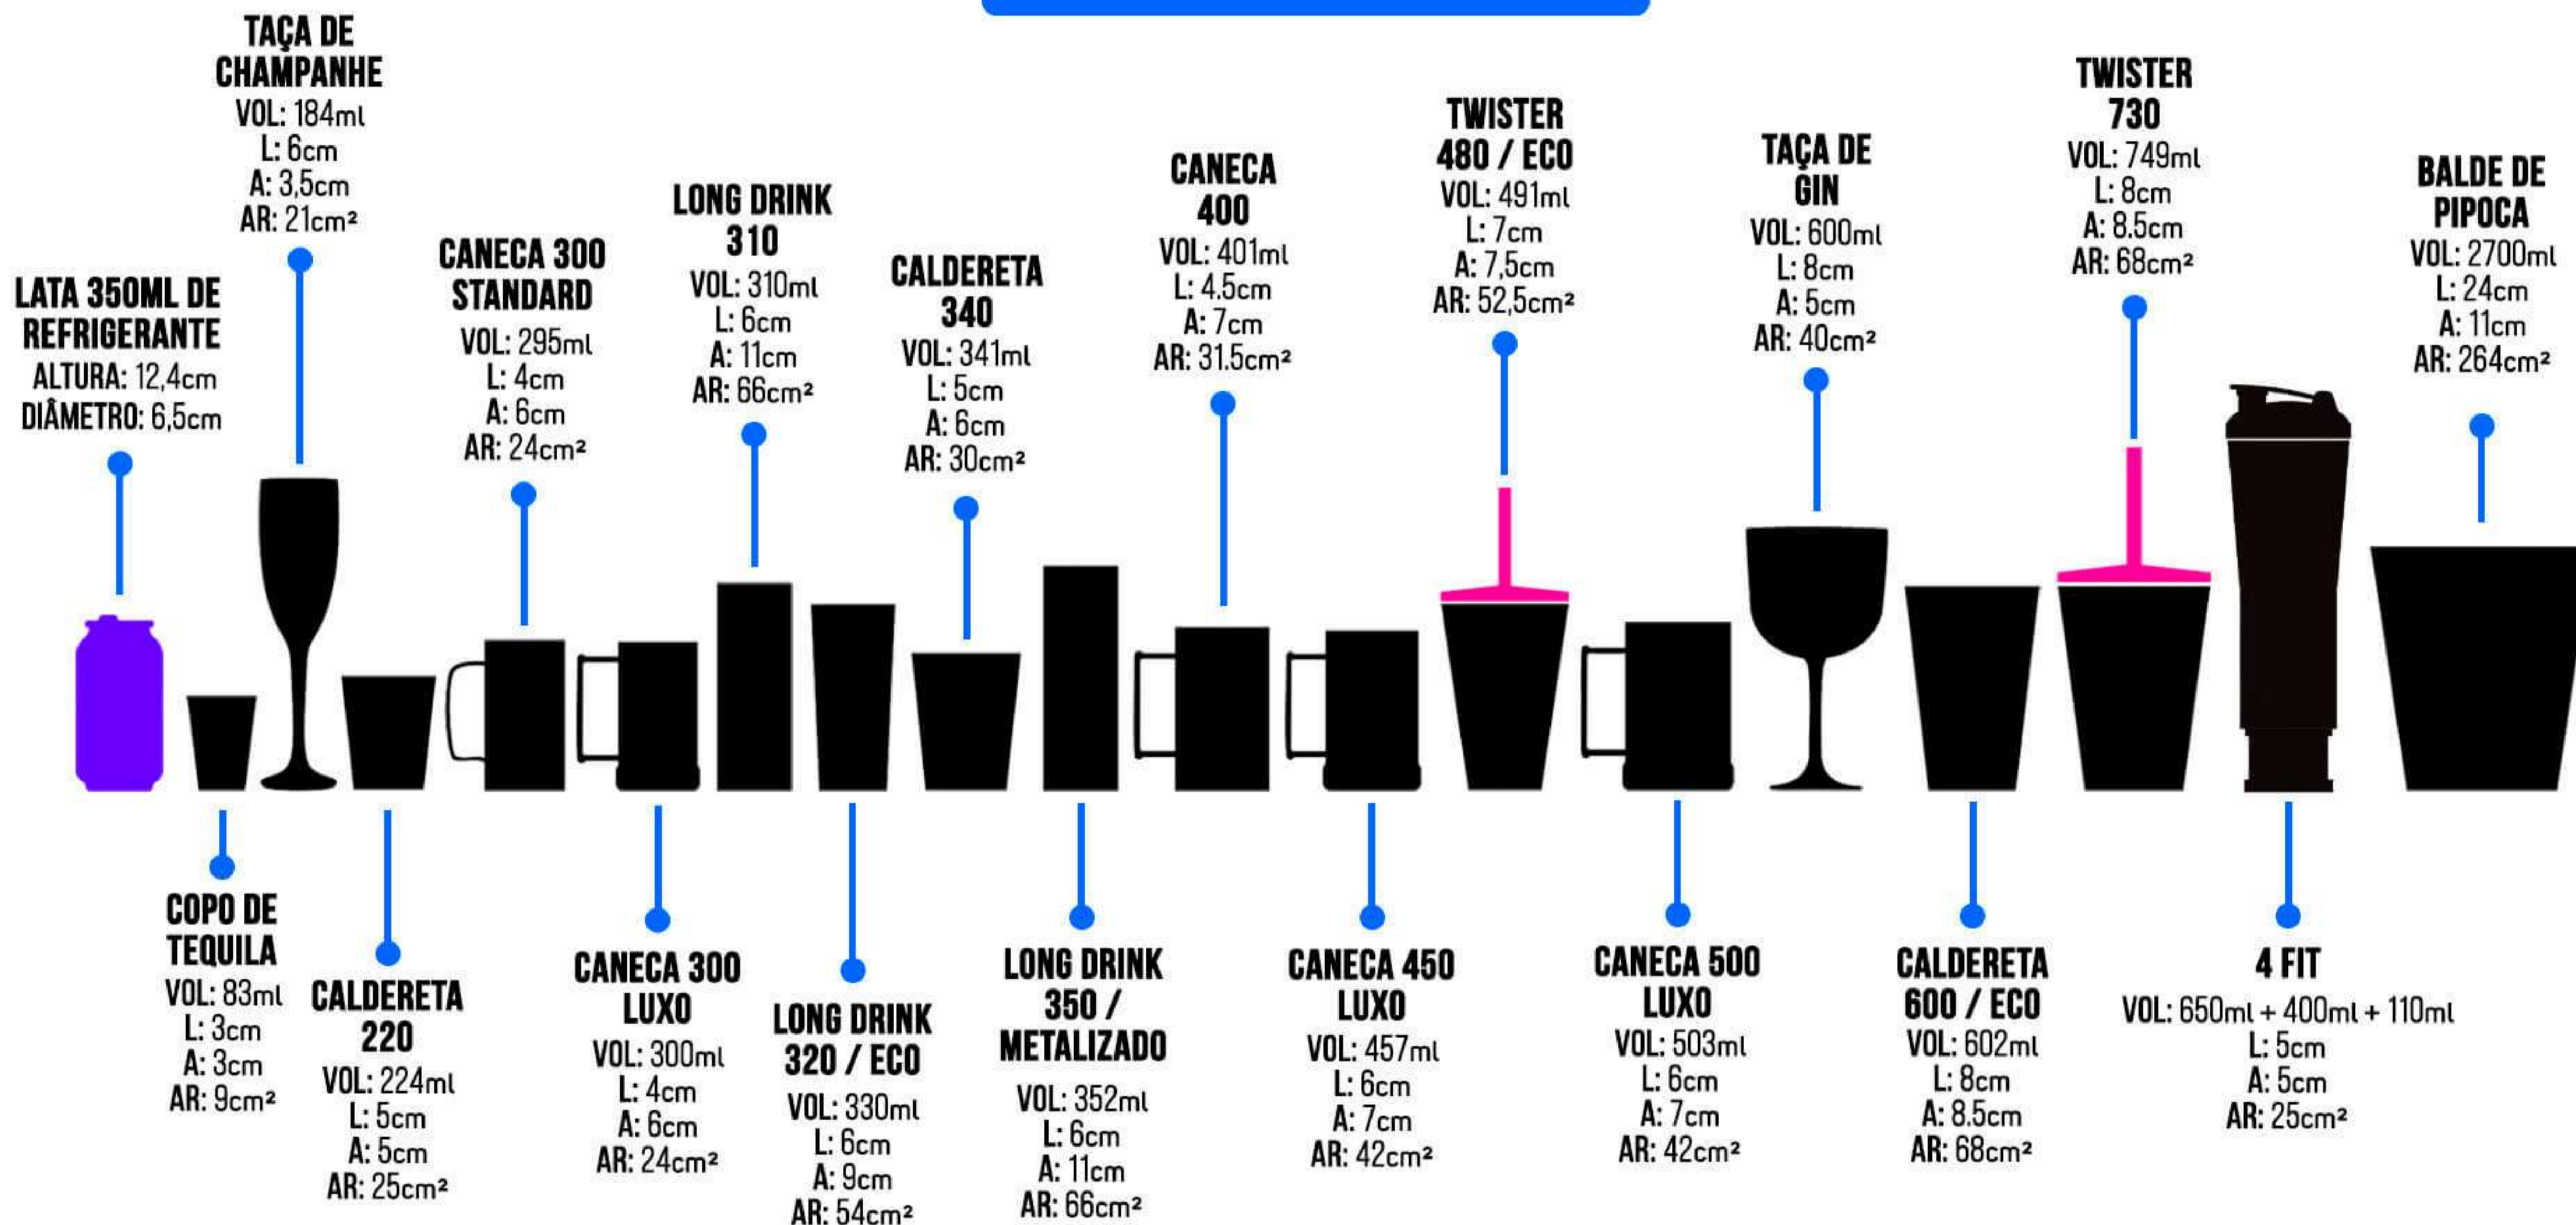 TAÇA DE
CHAMPANHE
VOL: 184ml
L: 6cm
A: 3,5cm
AR: 21cm²
LATA 350ML DE
REFRIGERANTE
ALTURA: 12,4cm
DIÂMETRO: 6,5cm
CANECA 300
STANDARD
VOL: 295ml
L: 4cm
A: 6cm
AR: 24cm²
LONG DRINK
310
VOL: 310ml
L: 6cm
A: 11cm
AR: 66cm²
CALDERETA
340
VOL: 341ml
L: 5cm
A: 6cm
AR: 30cm²
CANECA
400
VOL: 401ml
L: 4.5cm
A: 7cm
AR: 31.5cm²
TWISTER
480 / ECO
VOL: 491ml
L: 7cm
A: 7,5cm
AR: 52,5cm²
TAÇA DE
GIN
VOL: 600ml
L: 8cm
A: 5cm
AR: 40cm²
TWISTER
730
VOL: 749ml
L: 8cm
A: 8.5cm
AR: 68cm²
BALDE DE
PIPOCA
VOL: 2700ml
L: 24cm
A: 11cm
AR: 264cm²
COPO DE
TEQUILA
VOL: 83ml
L: 3cm
A: 3cm
AR: 9cm²
CALDERETA
220
VOL: 224ml
L: 5cm
A: 5cm
AR: 25cm²
CANECA 300
LUXO
VOL: 300ml
L: 4cm
A: 6cm
AR: 24cm²
LONG DRINK
320 / ECO
VOL: 330ml
L: 6cm
A: 9cm
AR: 54cm²
LONG DRINK
350 /
METALIZADO
VOL: 352ml
L: 6cm
A: 11cm
AR: 66cm²
CANECA 450
LUXO
VOL: 457ml
L: 6cm
A: 7cm
AR: 42cm²
CANECA 500
LUXO
VOL: 503ml
L: 6cm
A: 7cm
AR: 42cm²
CALDERETA
600 / ECO
VOL: 602ml
L: 8cm
A: 8.5cm
AR: 68cm²
4 FIT
VOL: 650ml + 400ml + 110ml
L: 5cm
A: 5cm
AR: 25cm²